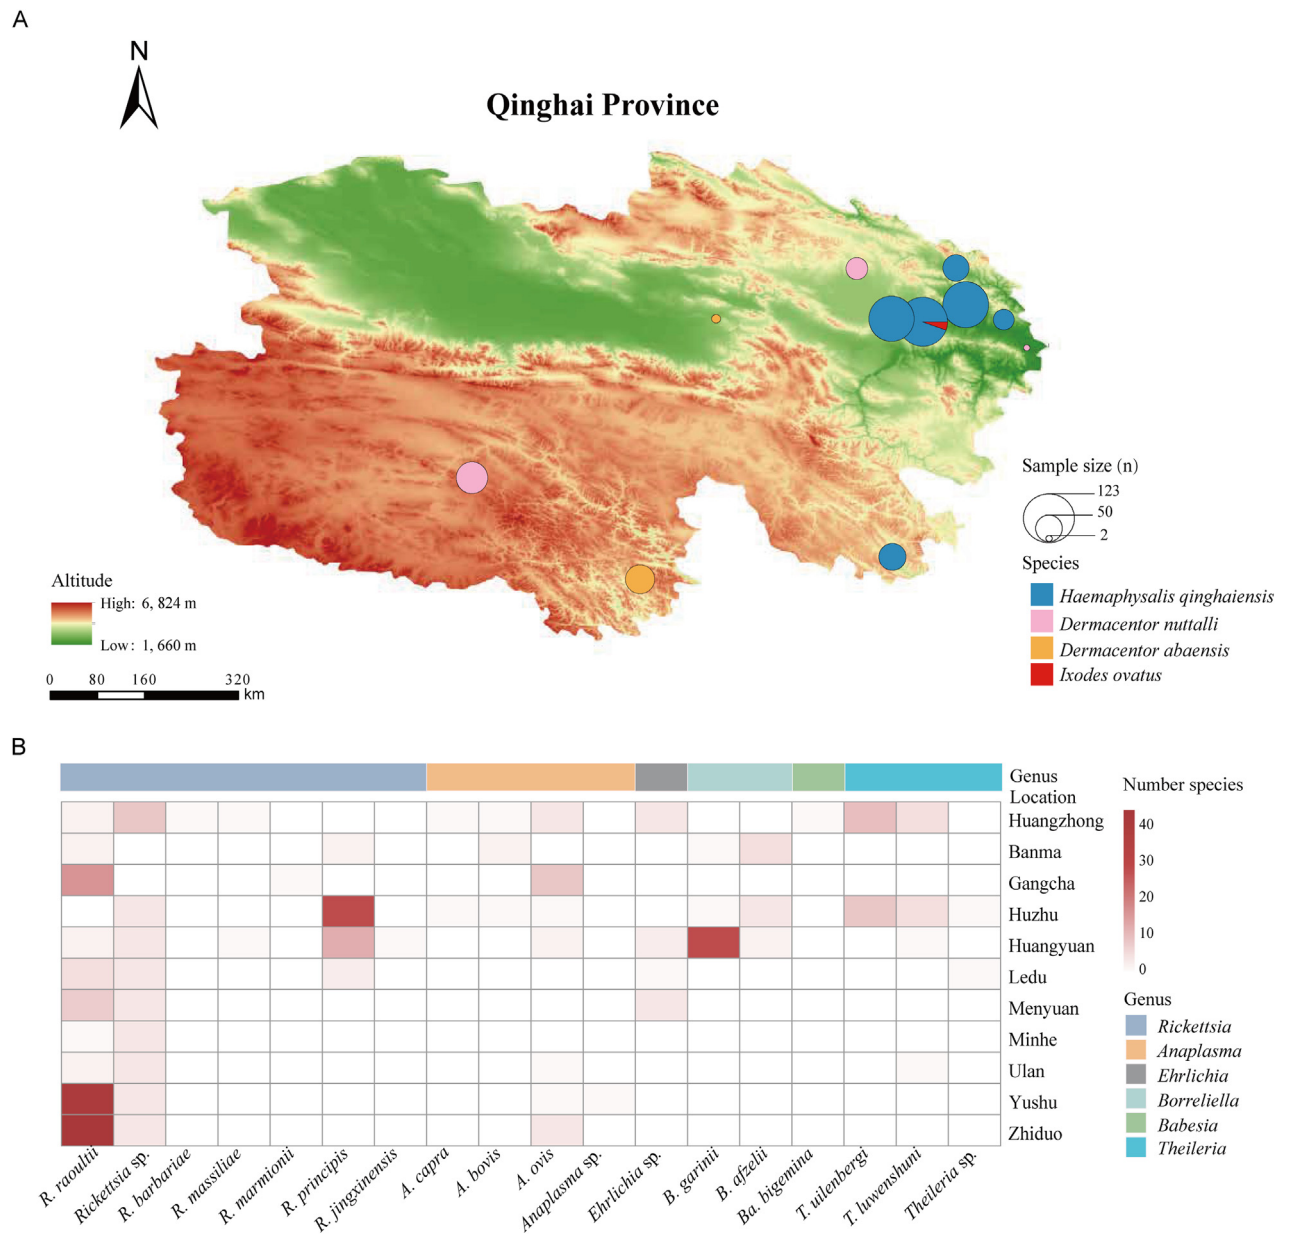 A
N
Qinghai Province
Sample size (n)
123
50
2
Species
Haemaphysalis qinghaiensis
Dermacentor nuttalli
Dermacentor abaensis
Ixodes ovatus
Altitude
High: 6, 824 m
Low: 1, 660 m
0 80 160 320
km
B
Genus
Location
Huangzhong
Banma
Gangcha
Huzhu
Huangyuan
Ledu
Menyuan
Minhe
Ulan
Yushu
Zhiduo
Number species
40
30
20
10
0
Genus
Rickettsia
Anaplasma
Ehrlichia
Borreliella
Babesia
Theileria
R. raoultii
Rickettsia sp.
R. barbariae
R. massiliae
R. marmionii
R. principis
R. jingxinensis
A. capra
A. bovis
A. ovis
Anaplasma sp.
Ehrlichia sp.
B. garinii
B. afzelii
Ba. bigemina
T. uilenbergi
T. luwenshuni
Theileria sp.